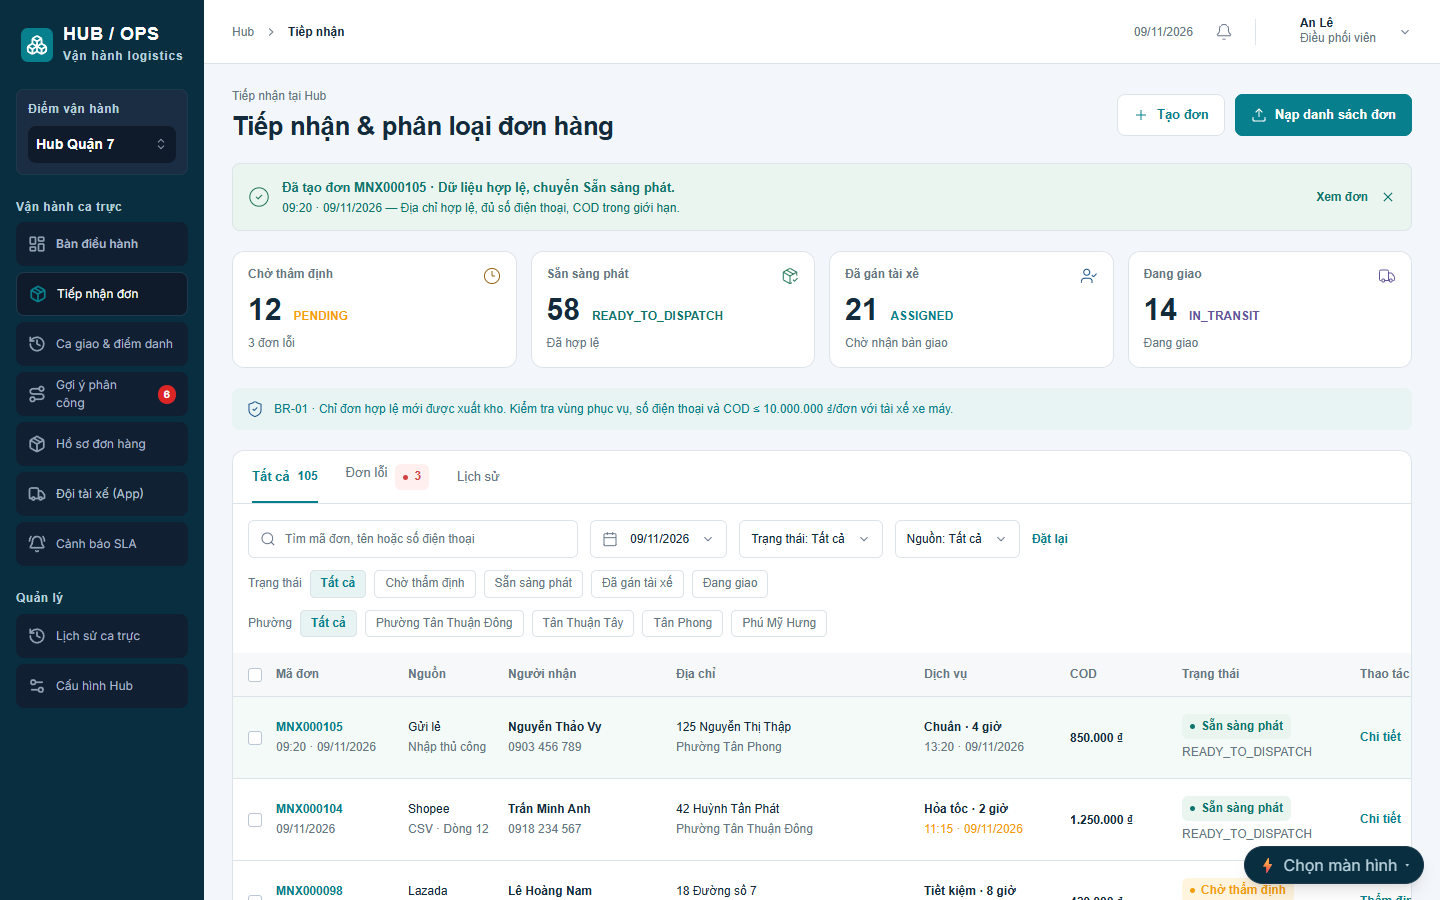 HUB / OPS
Vận hành logistics
Điểm vận hành
Hub Quận 7
Vận hành ca trực
Bàn điều hành
Tiếp nhận đơn
Ca giao & điểm danh
Gợi ý phân công
6
Hồ sơ đơn hàng
Đội tài xế (App)
Cảnh báo SLA
Quản lý
Lịch sử ca trực
Cấu hình Hub
Hub
Tiếp nhận
09/11/2026
An Lê
Điều phối viên
Tiếp nhận tại Hub
Tiếp nhận & phân loại đơn hàng
Tạo đơn
Nạp danh sách đơn
Đã tạo đơn MNX000105 · Dữ liệu hợp lệ, chuyển Sẵn sàng phát.
09:20 · 09/11/2026 — Địa chỉ hợp lệ, đủ số điện thoại, COD trong giới hạn.
Xem đơn
Chờ thẩm định
12 PENDING
3 đơn lỗi
Sẵn sàng phát
58 READY_TO_DISPATCH
Đã hợp lệ
Đã gán tài xế
21 ASSIGNED
Chờ nhận bàn giao
Đang giao
14 IN_TRANSIT
Đang giao
BR-01 · Chỉ đơn hợp lệ mới được xuất kho. Kiểm tra vùng phục vụ, số điện thoại và COD ≤ 10.000.000 ₫/đơn với tài xế xe máy.
Tất cả 105 Đơn lỗi 3 Lịch sử
Tìm mã đơn, tên hoặc số điện thoại
09/11/2026
Trạng thái: Tất cả
Nguồn: Tất cả
Đặt lại
Trạng thái Tất cả Chờ thẩm định Sẵn sàng phát Đã gán tài xế Đang giao
Phường Tất cả Phường Tân Thuận Đông Tân Thuận Tây Tân Phong Phú Mỹ Hưng
Mã đơn Nguồn Người nhận Địa chỉ Dịch vụ COD Trạng thái Thao tác
MNX000105 Gửi lẻ Nguyễn Thảo Vy 125 Nguyễn Thị Thập Chuẩn · 4 giờ 850.000 ₫ Sẵn sàng phát Chi tiết
09:20 · 09/11/2026 Nhập thủ công 0903 456 789 Phường Tân Phong 13:20 · 09/11/2026 READY_TO_DISPATCH
MNX000104 Shopee Trần Minh Anh 42 Huỳnh Tấn Phát Hỏa tốc · 2 giờ 1.250.000 ₫ Sẵn sàng phát Chi tiết
09/11/2026 CSV · Dòng 12 0918 234 567 Phường Tân Thuận Đông 11:15 · 09/11/2026 READY_TO_DISPATCH
MNX000098 Lazada Lê Hoàng Nam 18 Đường số 7 Tiết kiệm · 8 giờ Chờ thẩm định
Chọn màn hình